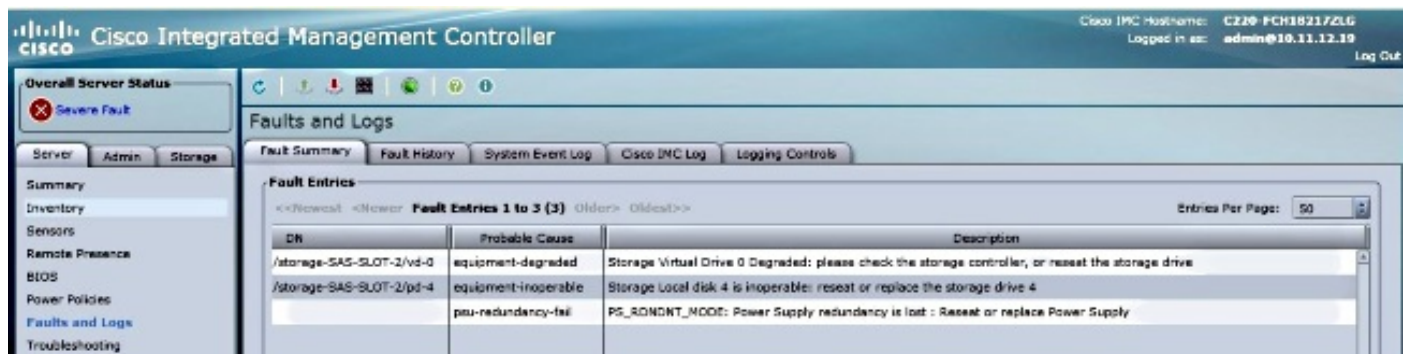 Cisco IMC Hostname: C220-FCH18217ZLG
CISCO Cisco Integrated Management Controller
Logged in as: admin@10.11.12.19
Log Out
Overall Server Status
Severe Fault
Faults and Logs
Server Admin Storage
Fault Summary Fault History System Event Log Cisco IMC Log Logging Controls
Summary
Inventory
Sensors
Remote Presence
BIOS
Power Policies
Faults and Logs
Troubleshooting
Fault Entries
<<Newest <Newer Fault Entries 1 to 3 (3) Older> Oldest>>
Entries Per Page: 50
DN Probable Cause Description
/storage-SAS-SLOT-2/vd-0 equipment-degraded Storage Virtual Drive 0 Degraded: please check the storage controller, or reseat the storage drive
/storage-SAS-SLOT-2/pd-4 equipment-inoperable Storage Local disk 4 is inoperable: reseat or replace the storage drive 4
psu-redundancy-fail PS_RDNDNT_MODE: Power Supply redundancy is lost : Reseat or replace Power Supply